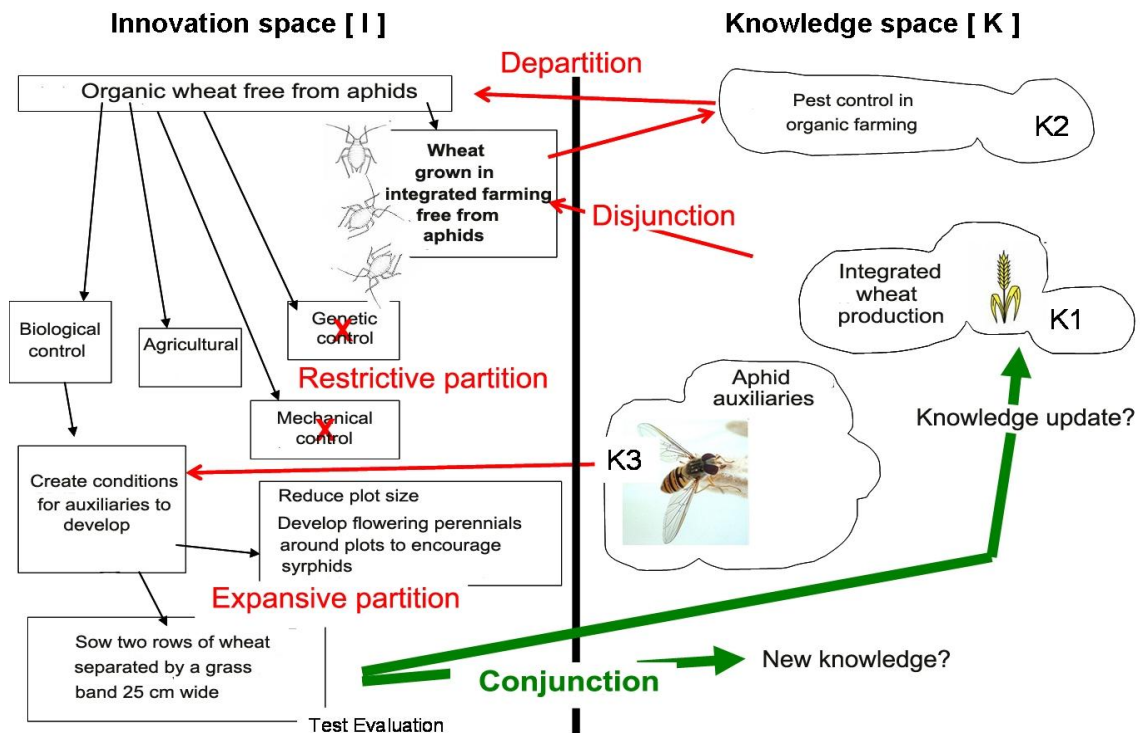 Innovation space [ I ]
Knowledge space [ K ]
Departition
Organic wheat free from aphids
Pest control in
organic farming
K2
Wheat
grown in
integrated farming
free from
aphids
Disjunction
Integrated
wheat
production
K1
Biological
control
Agricultural
Genetic
control
X
Restrictive partition
Mechanical
control
X
Aphid
auxiliaries
Knowledge update?
K3
Create conditions
for auxiliaries to
develop
Reduce plot size
Develop flowering perennials
around plots to encourage
syrphids
Expansive partition
Sow two rows of wheat
separated by a grass
band 25 cm wide
Conjunction
New knowledge?
Test Evaluation